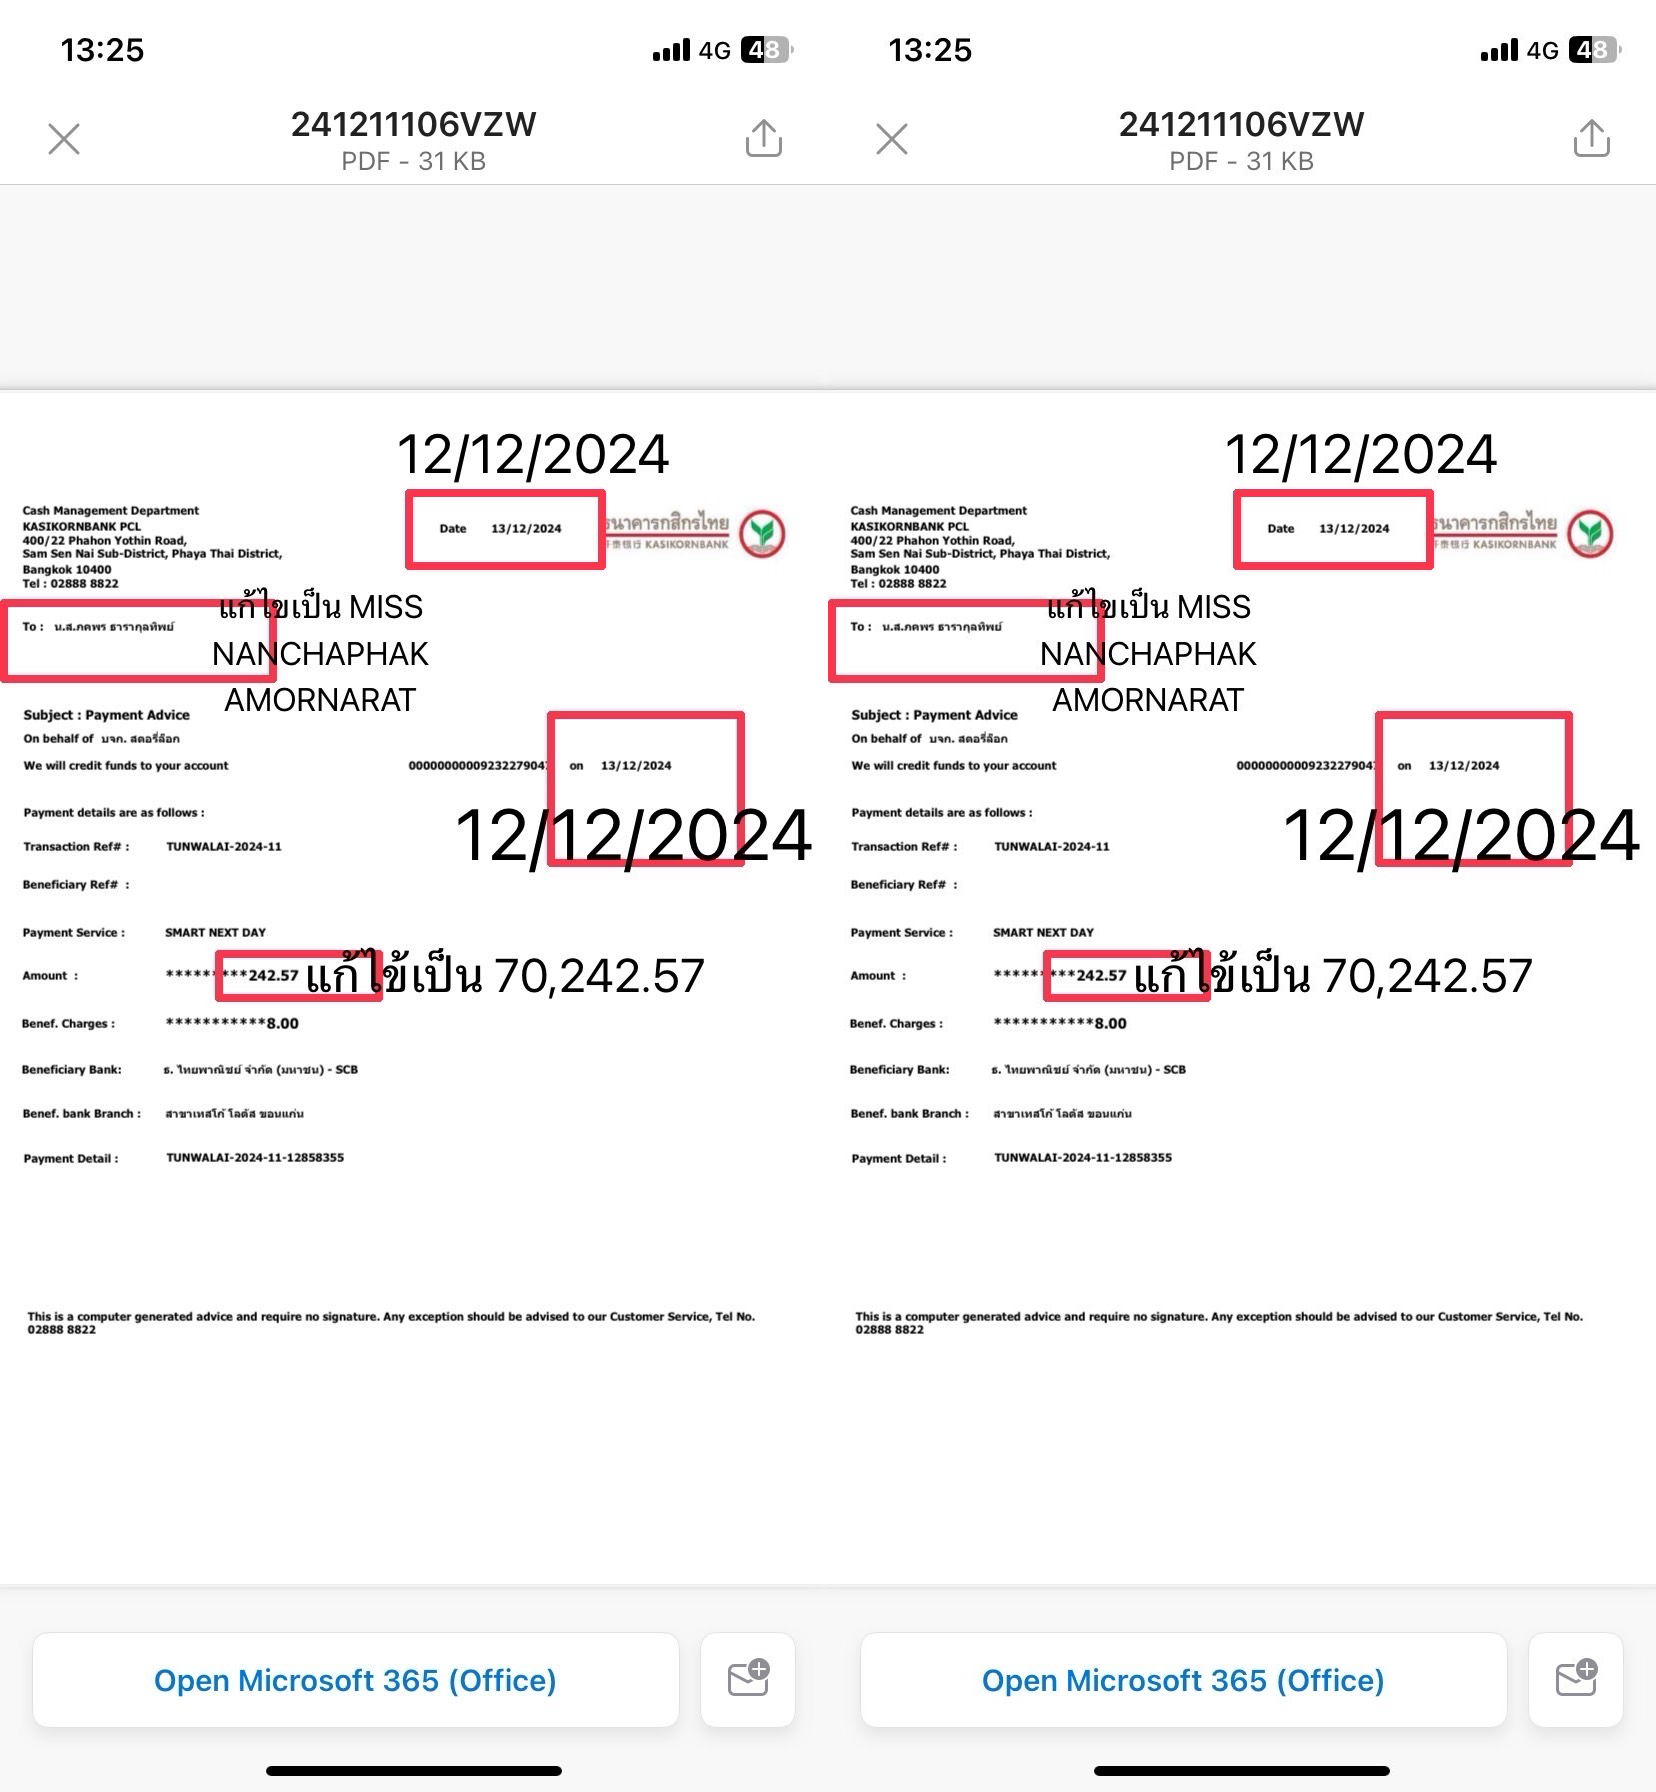 13:25 4G 48
241211106VZW
PDF - 31 KB
12/12/2024
Cash Management Department
KASIKORNBANK PCL
400/22 Phahon Yothin Road,
Sam Sen Nai Sub-District, Phaya Thai District,
Bangkok 10400
Tel : 02888 8822
Date 13/12/2024
ธนาคารกสิกรไทย
KASIKORNBANK
แก้ไขเป็น MISS
NANCHAPHAK
AMORNARAT
To : น.ส.ภคพร ธารากุลทิพย์
Subject : Payment Advice
On behalf of บจก. สตอรี่ล็อก
We will credit funds to your account 0000000000923227904 on 13/12/2024
12/12/2024
Payment details are as follows :
Transaction Ref# : TUNWALAI-2024-11
Beneficiary Ref# :
Payment Service : SMART NEXT DAY
Amount : *********242.57 แก้ไข้เป็น 70,242.57
Benef. Charges : ***********8.00
Beneficiary Bank: ธ. ไทยพาณิชย์ จำกัด (มหาชน) - SCB
Benef. bank Branch : สาขาเทสโก้ โลตัส ขอนแก่น
Payment Detail : TUNWALAI-2024-11-12858355
This is a computer generated advice and require no signature. Any exception should be advised to our Customer Service, Tel No.
02888 8822
Open Microsoft 365 (Office)
13:25 4G 48
241211106VZW
PDF - 31 KB
12/12/2024
Cash Management Department
KASIKORNBANK PCL
400/22 Phahon Yothin Road,
Sam Sen Nai Sub-District, Phaya Thai District,
Bangkok 10400
Tel : 02888 8822
Date 13/12/2024
ธนาคารกสิกรไทย
KASIKORNBANK
แก้ไขเป็น MISS
NANCHAPHAK
AMORNARAT
To : น.ส.ภคพร ธารากุลทิพย์
Subject : Payment Advice
On behalf of บจก. สตอรี่ล็อก
We will credit funds to your account 0000000000923227904 on 13/12/2024
12/12/2024
Payment details are as follows :
Transaction Ref# : TUNWALAI-2024-11
Beneficiary Ref# :
Payment Service : SMART NEXT DAY
Amount : *********242.57 แก้ไข้เป็น 70,242.57
Benef. Charges : ***********8.00
Beneficiary Bank: ธ. ไทยพาณิชย์ จำกัด (มหาชน) - SCB
Benef. bank Branch : สาขาเทสโก้ โลตัส ขอนแก่น
Payment Detail : TUNWALAI-2024-11-12858355
This is a computer generated advice and require no signature. Any exception should be advised to our Customer Service, Tel No.
02888 8822
Open Microsoft 365 (Office)